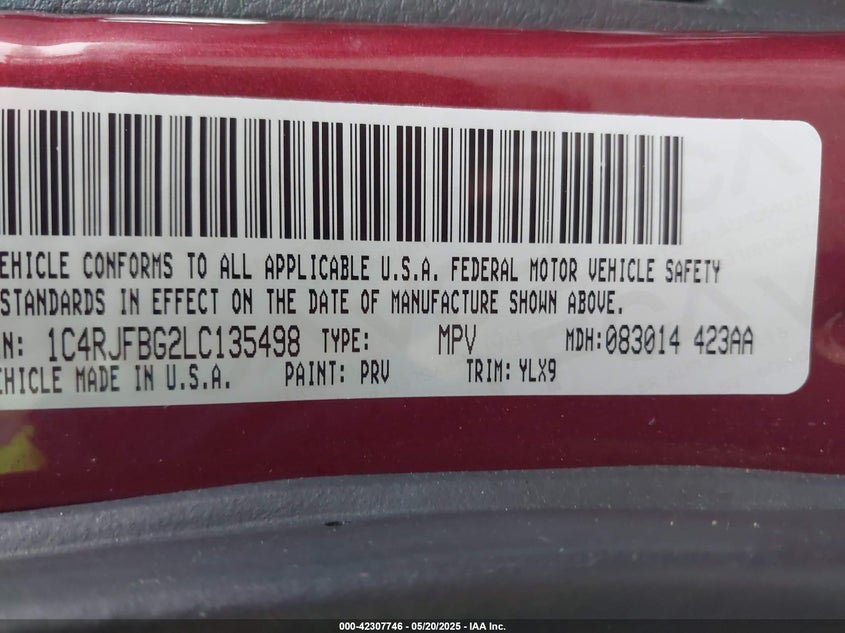 EHICLE CONFORMS TO ALL APPLICABLE U.S.A. FEDERAL MOTOR VEHICLE SAFETY
STANDARDS IN EFFECT ON THE DATE OF MANUFACTURE SHOWN ABOVE.
IN: 1C4RJFBG2LC135498 TYPE: MPV MDH:083014 423AA
EHICLE MADE IN U.S.A. PAINT: PRV TRIM: YLX9
000-42307746 - 05/20/2025 - IAA Inc.